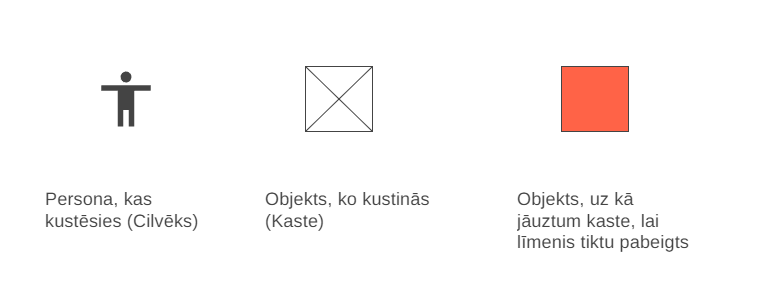 Persona, kas
kustēsies (Cilvēks)
Objekts, ko kustinās
(Kaste)
Objekts, uz kā
jāuztum kaste, lai
līmenis tiktu pabeigts